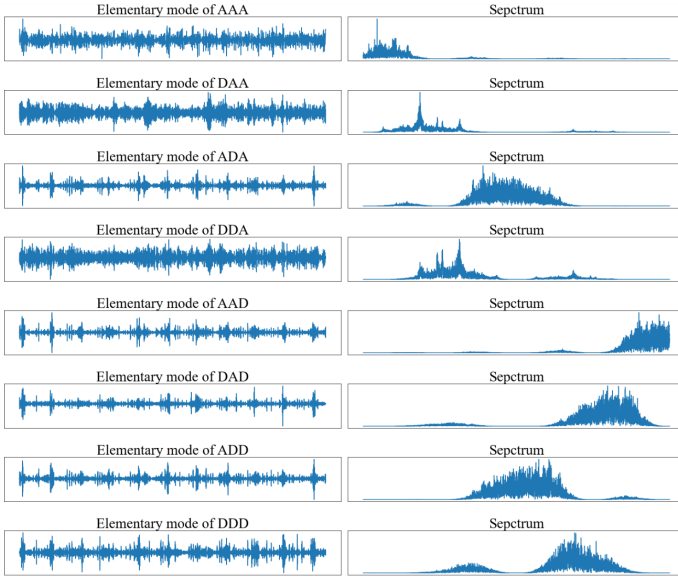 Elementary mode of AAA
Sepctrum
Elementary mode of DAA
Sepctrum
Elementary mode of ADA
Sepctrum
Elementary mode of DDA
Sepctrum
Elementary mode of AAD
Sepctrum
Elementary mode of DAD
Sepctrum
Elementary mode of ADD
Sepctrum
Elementary mode of DDD
Sepctrum